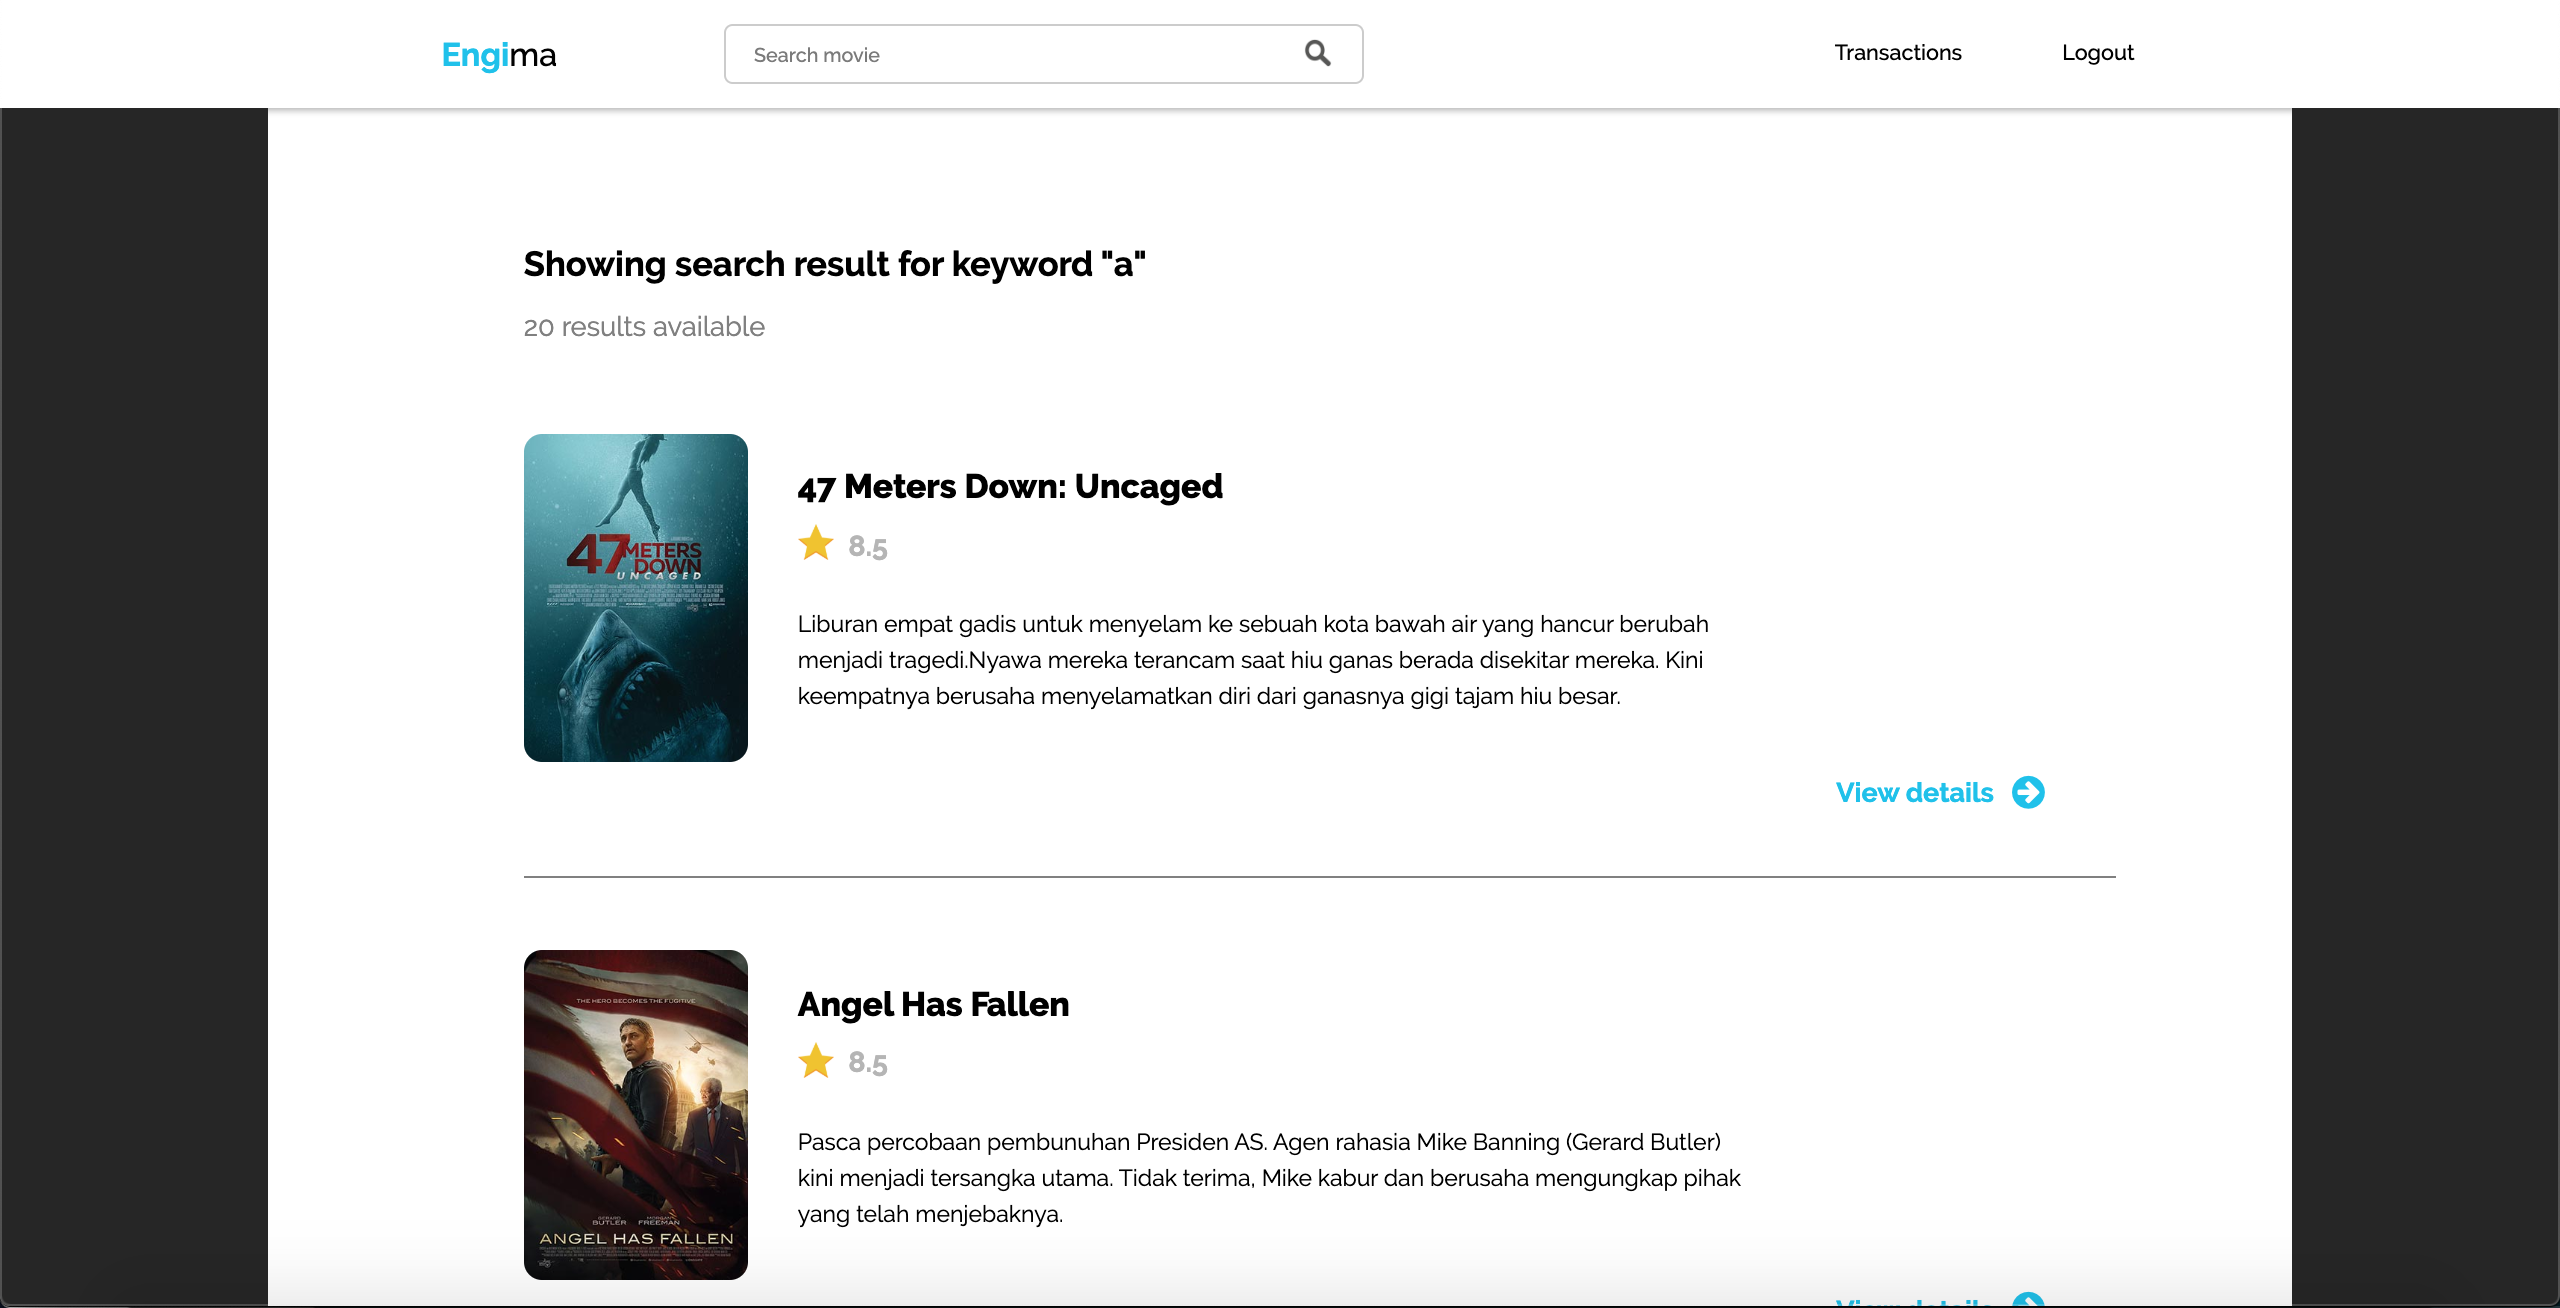 Engima
Search movie
Transactions
Logout
Showing search result for keyword "a"
20 results available
47 METERS DOWN
UNCAGED
47 Meters Down: Uncaged
8.5
Liburan empat gadis untuk menyelam ke sebuah kota bawah air yang hancur berubah
menjadi tragedi.Nyawa mereka terancam saat hiu ganas berada disekitar mereka. Kini
keempatnya berusaha menyelamatkan diri dari ganasnya gigi tajam hiu besar.
View details
THE HERO BECOMES THE FUGITIVE
GERARD BUTLER MORGAN FREEMAN
ANGEL HAS FALLEN
Angel Has Fallen
8.5
Pasca percobaan pembunuhan Presiden AS. Agen rahasia Mike Banning (Gerard Butler)
kini menjadi tersangka utama. Tidak terima, Mike kabur dan berusaha mengungkap pihak
yang telah menjebaknya.
View details